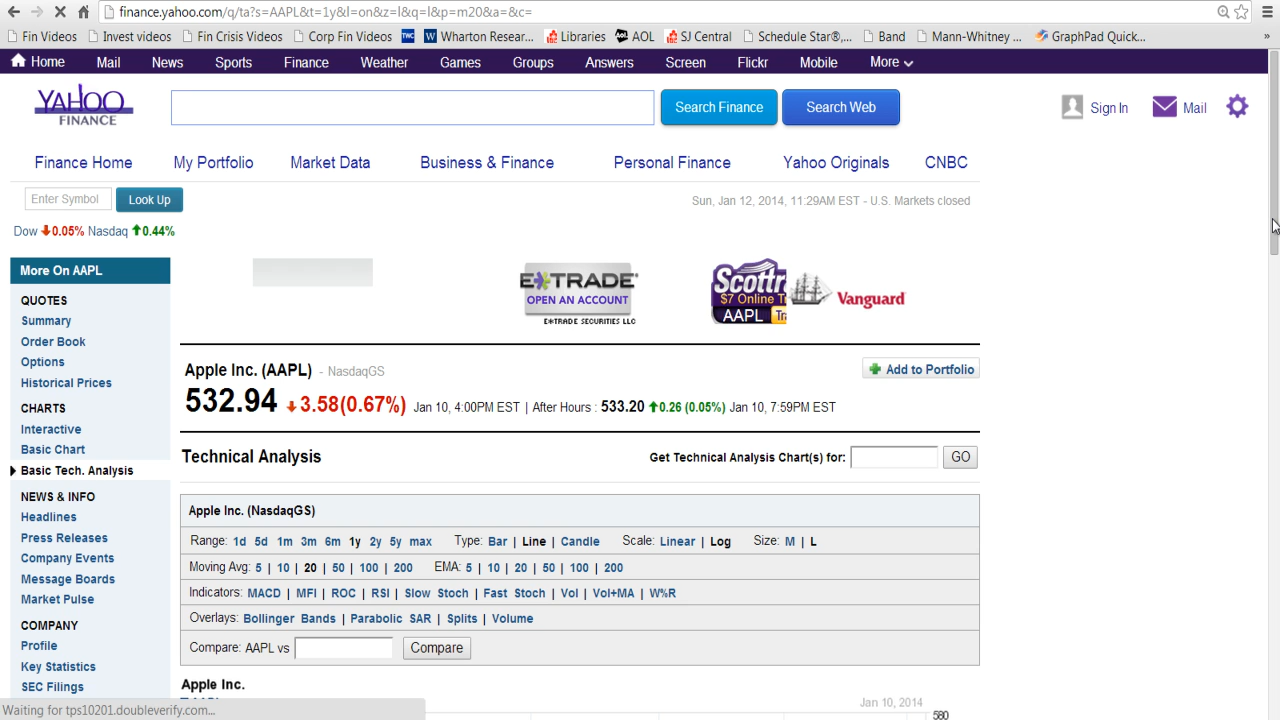 finance.yahoo.com/q/ta?s=AAPL&t=1y&l=on&z=l&q=l&p=m20&a=&c=
Fin Videos Invest videos Fin Crisis Videos Corp Fin Videos TWC W Wharton Resear... Libraries AOL AOL SJ Central Schedule Star®,... Band Mann-Whitney ... GraphPad Quick... »
Home Mail News Sports Finance Weather Games Groups Answers Screen Flickr Mobile More
YAHOO!
FINANCE
Search Finance Search Web Sign In Mail
Finance Home My Portfolio Market Data Business & Finance Personal Finance Yahoo Originals CNBC
Enter Symbol Look Up Sun, Jan 12, 2014, 11:29AM EST - U.S. Markets closed
Dow 0.05% Nasdaq 0.44%
More On AAPL
QUOTES
Summary
Order Book
Options
Historical Prices
CHARTS
Interactive
Basic Chart
Basic Tech. Analysis
NEWS & INFO
Headlines
Press Releases
Company Events
Message Boards
Market Pulse
COMPANY
Profile
Key Statistics
SEC Filings
E*TRADE
OPEN AN ACCOUNT
E*TRADE SECURITIES LLC
Scottr
$7 Online T
AAPL Tr
Vanguard
Apple Inc. (AAPL) - NasdaqGS Add to Portfolio
532.94 3.58(0.67%) Jan 10, 4:00PM EST | After Hours : 533.20 0.26 (0.05%) Jan 10, 7:59PM EST
Technical Analysis Get Technical Analysis Chart(s) for: GO
Apple Inc. (NasdaqGS)
Range: 1d 5d 1m 3m 6m 1y 2y 5y max Type: Bar | Line | Candle Scale: Linear | Log Size: M | L
Moving Avg: 5 | 10 | 20 | 50 | 100 | 200 EMA: 5 | 10 | 20 | 50 | 100 | 200
Indicators: MACD | MFI | ROC | RSI | Slow Stoch | Fast Stoch | Vol | Vol+MA | W%R
Overlays: Bollinger Bands | Parabolic SAR | Splits | Volume
Compare: AAPL vs Compare
Apple Inc.
Jan 10, 2014
580
Waiting for tps10201.doubleverify.com...